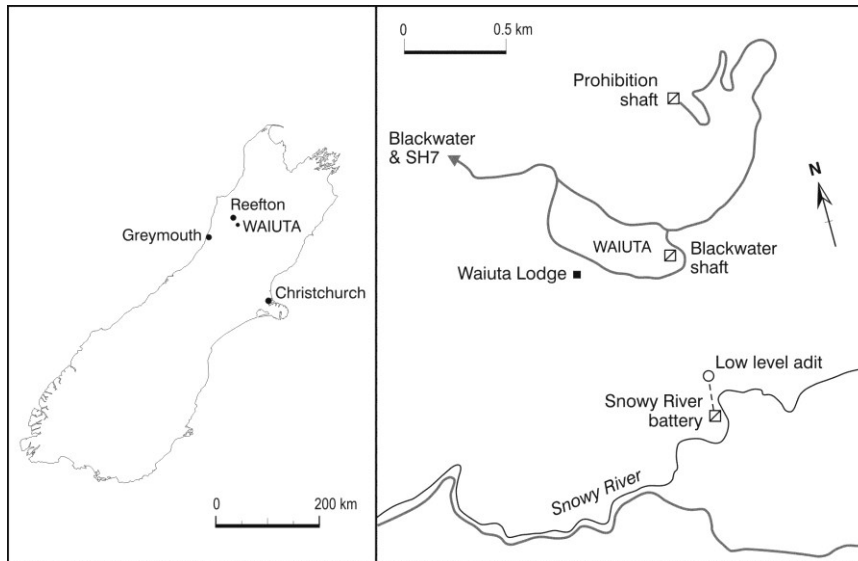 Reefton
WAIUTA
Greymouth
Christchurch
0
200 km
0
0.5 km
Prohibition
shaft
Blackwater
& SH7
N
WAIUTA
Blackwater
shaft
Waiuta Lodge
Low level adit
Snowy River
battery
Snowy River